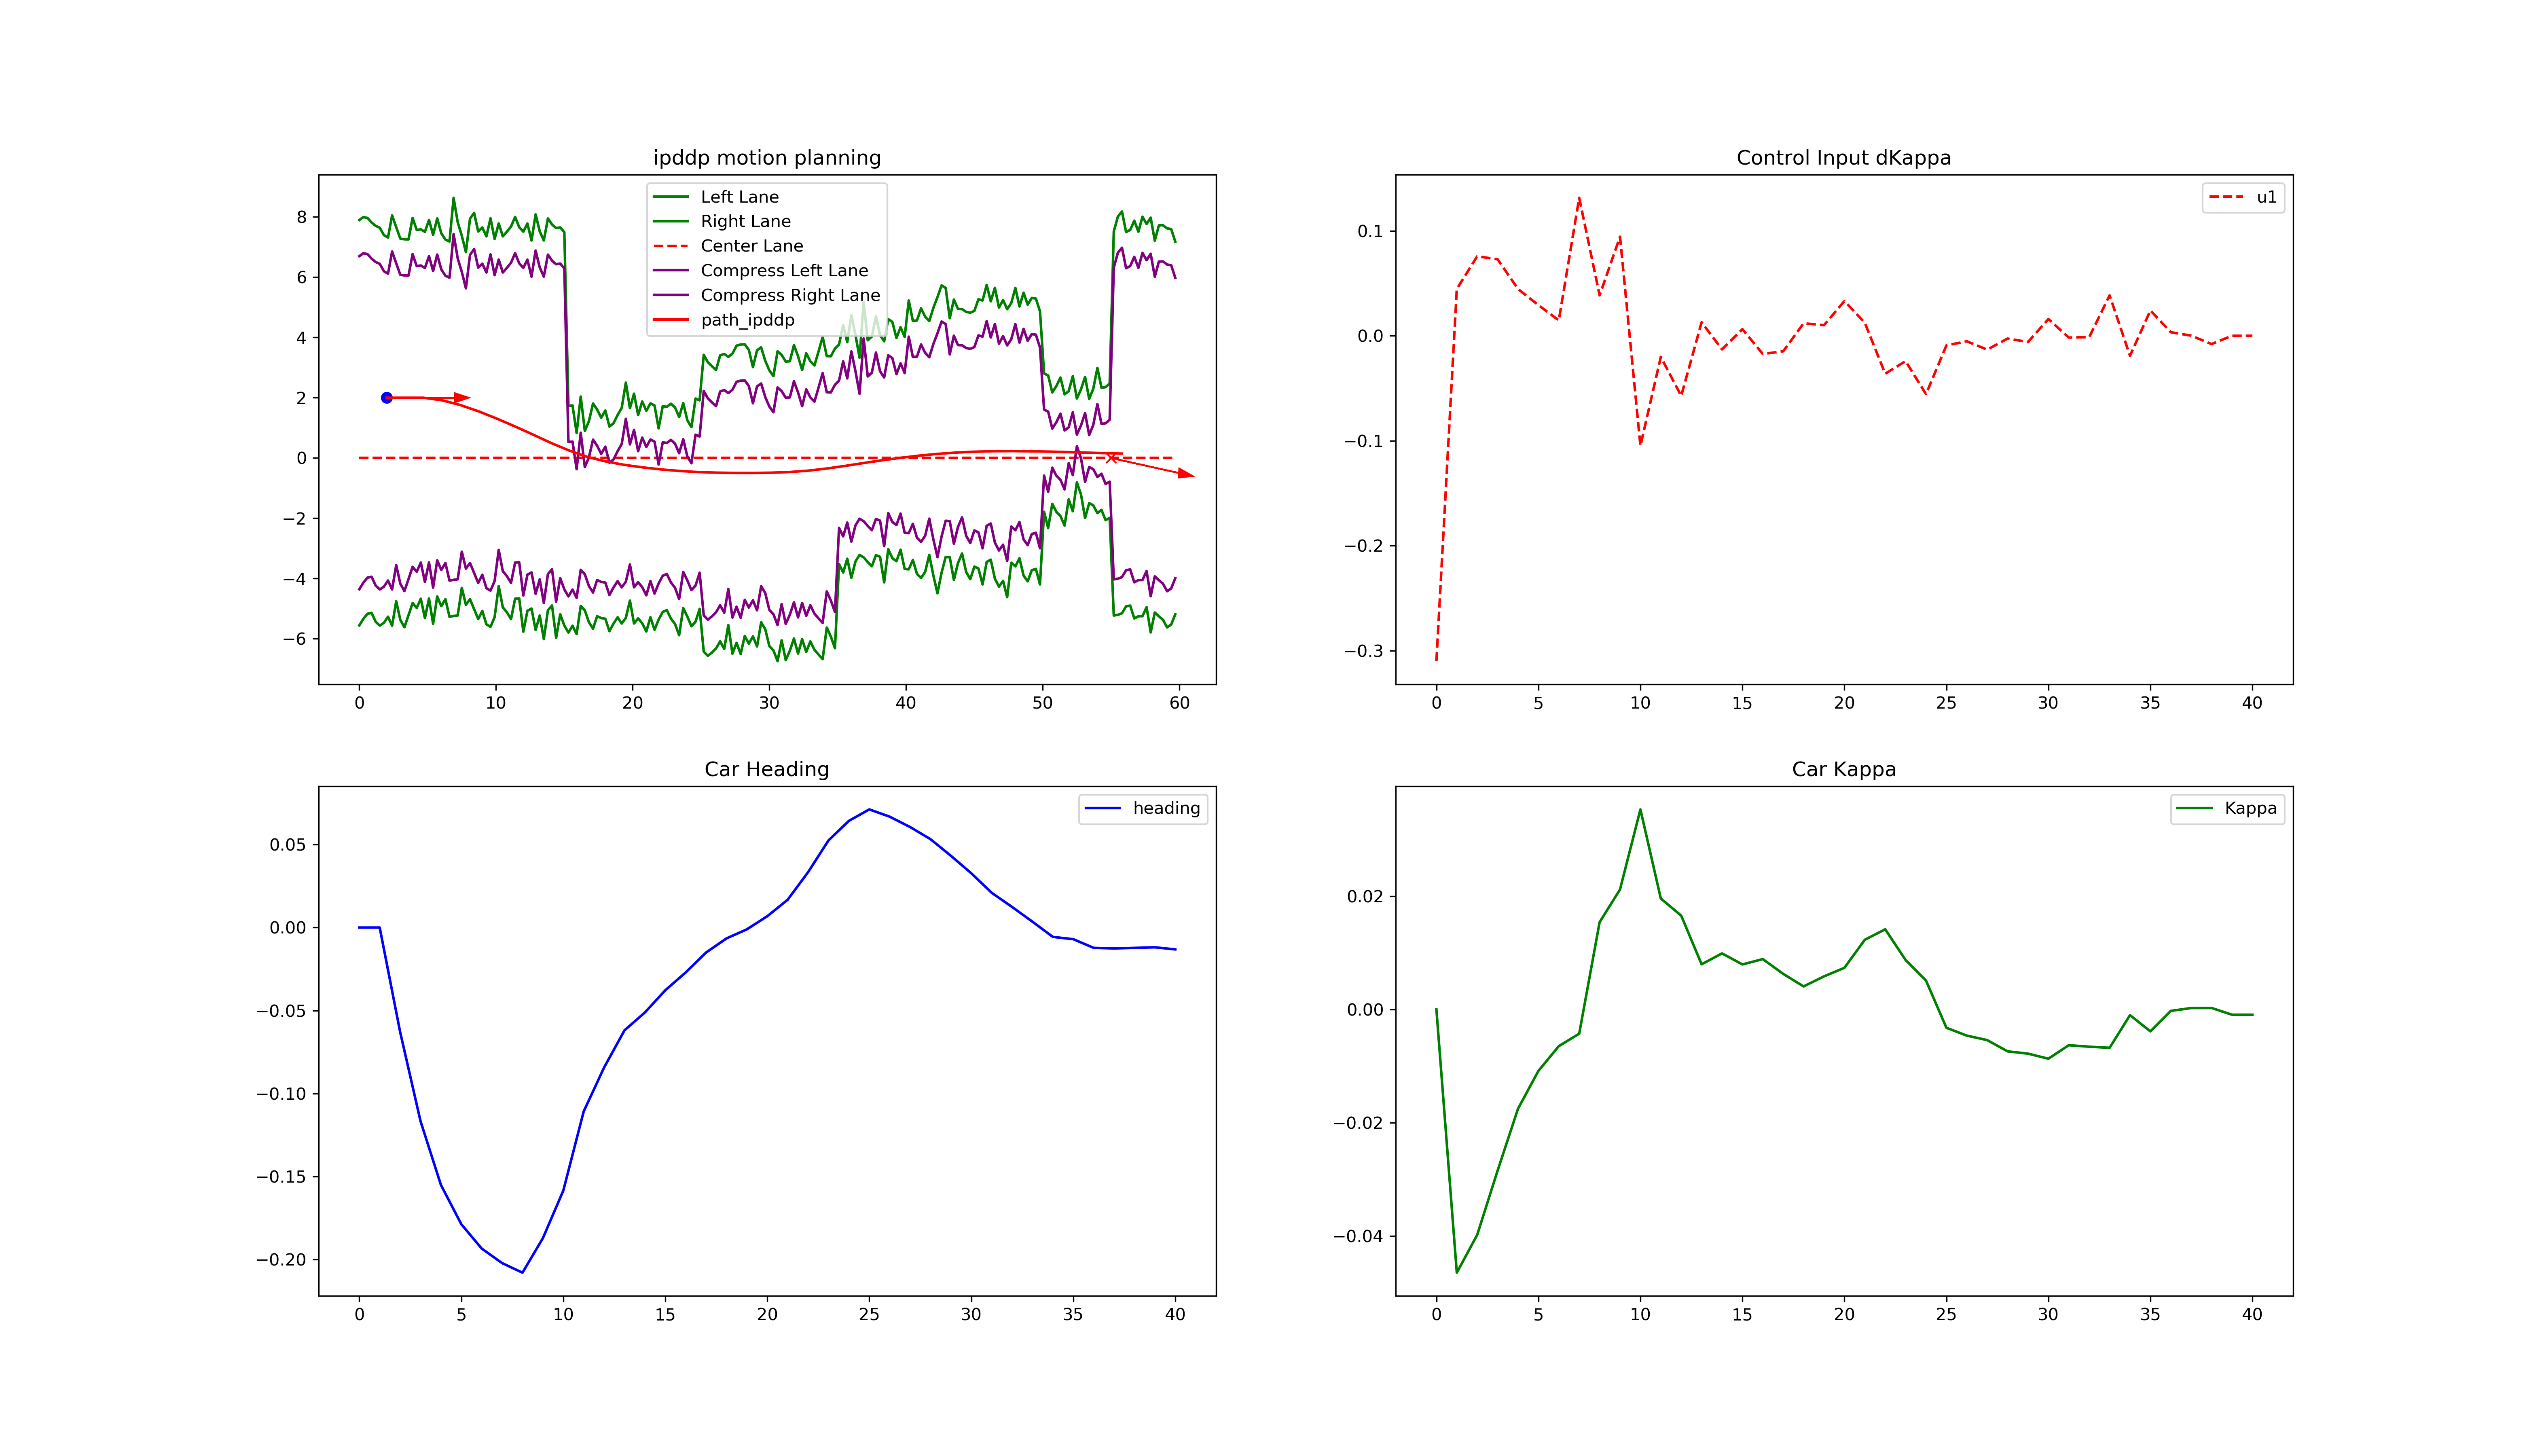 ipddp motion planning
Left Lane
Right Lane
Center Lane
Compress Left Lane
Compress Right Lane
path_ipddp
8
6
4
2
0
−2
−4
−6
0 10 20 30 40 50 60
Control Input dKappa
u1
0.1
0.0
−0.1
−0.2
−0.3
0 5 10 15 20 25 30 35 40
Car Heading
heading
0.05
0.00
−0.05
−0.10
−0.15
−0.20
0 5 10 15 20 25 30 35 40
Car Kappa
Kappa
0.02
0.00
−0.02
−0.04
0 5 10 15 20 25 30 35 40